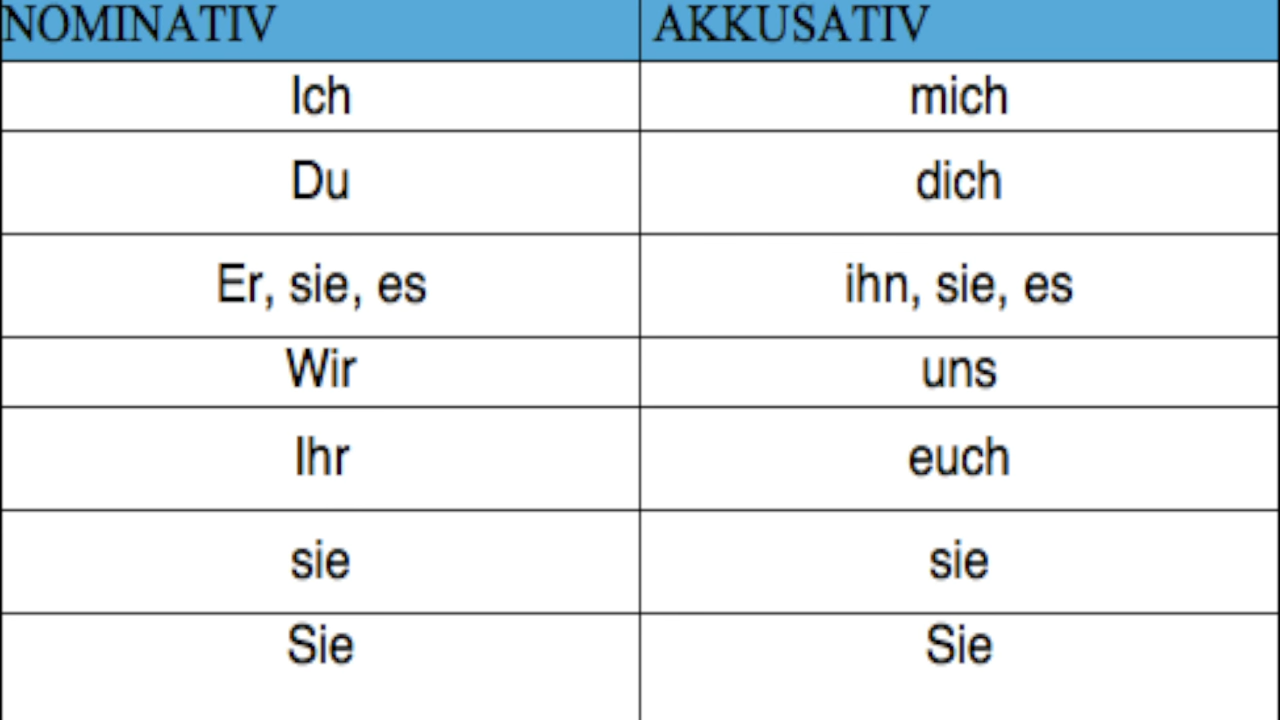 NOMINATIV AKKUSATIV
Ich mich
Du dich
Er, sie, es ihn, sie, es
Wir uns
Ihr euch
sie sie
Sie Sie